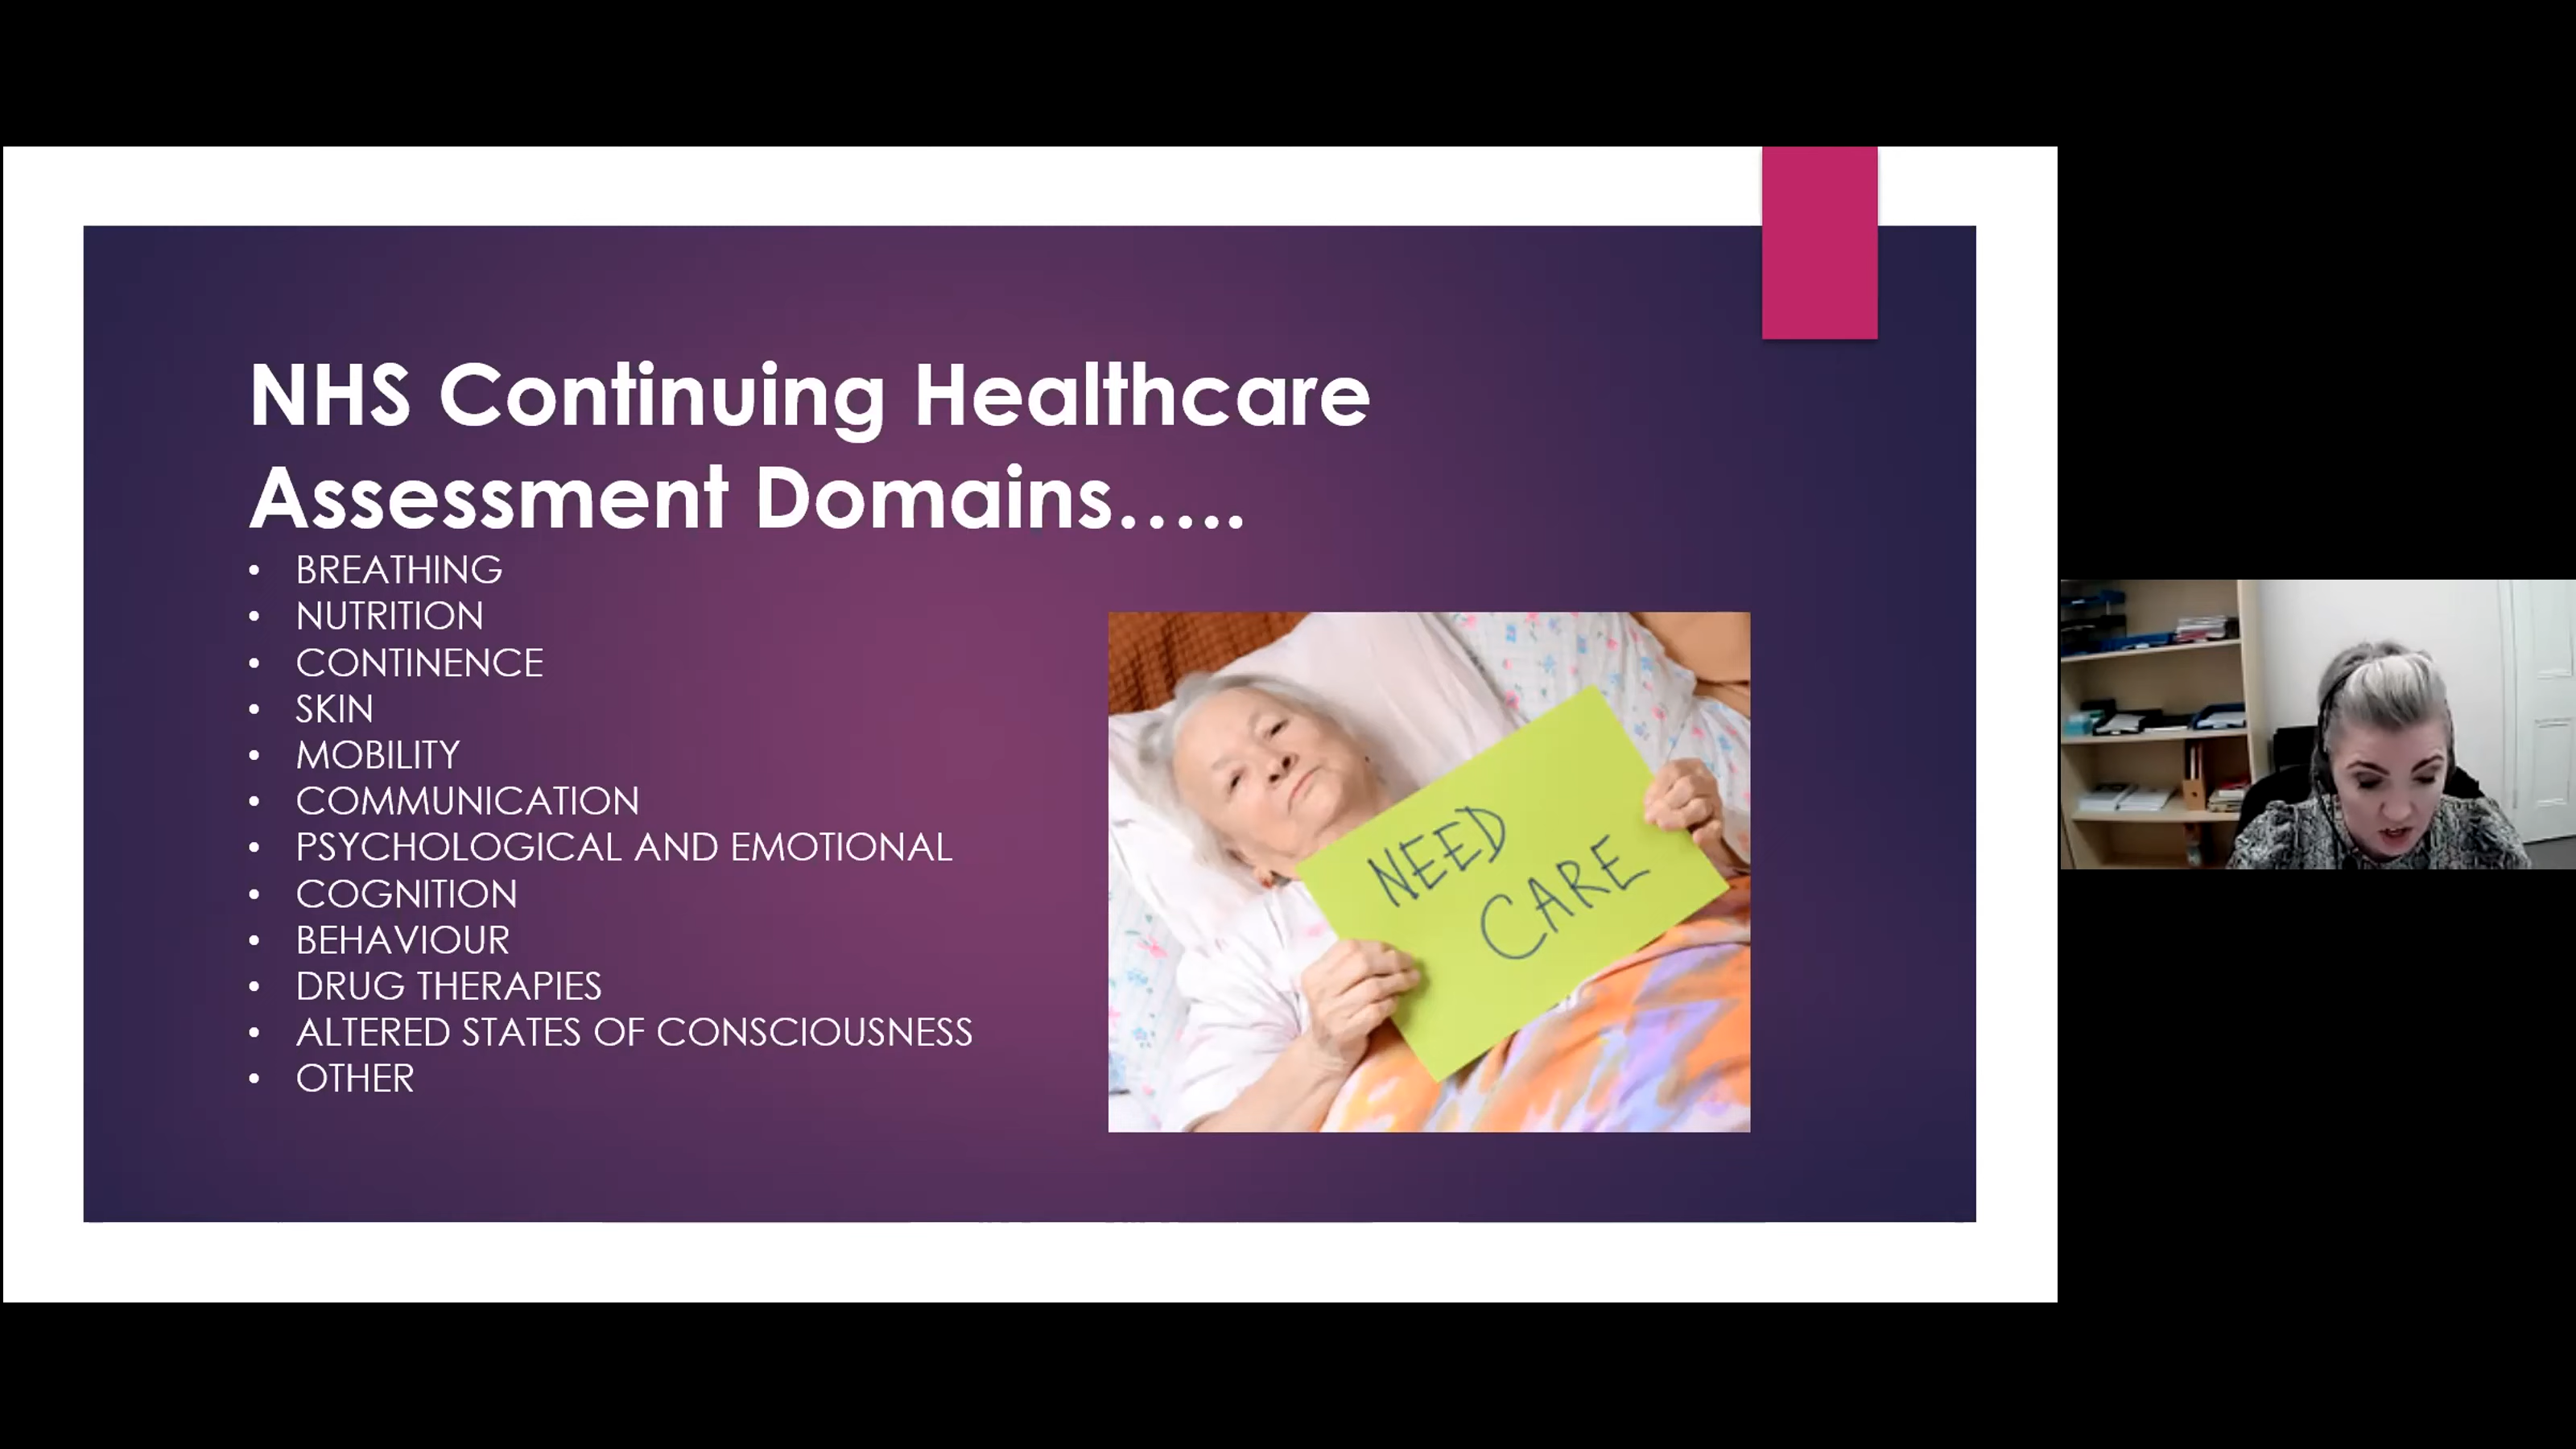 NHS Continuing Healthcare
Assessment Domains.....
• BREATHING
• NUTRITION
• CONTINENCE
• SKIN
• MOBILITY
• COMMUNICATION
• PSYCHOLOGICAL AND EMOTIONAL
• COGNITION
• BEHAVIOUR
• DRUG THERAPIES
• ALTERED STATES OF CONSCIOUSNESS
• OTHER
NEED
CARE